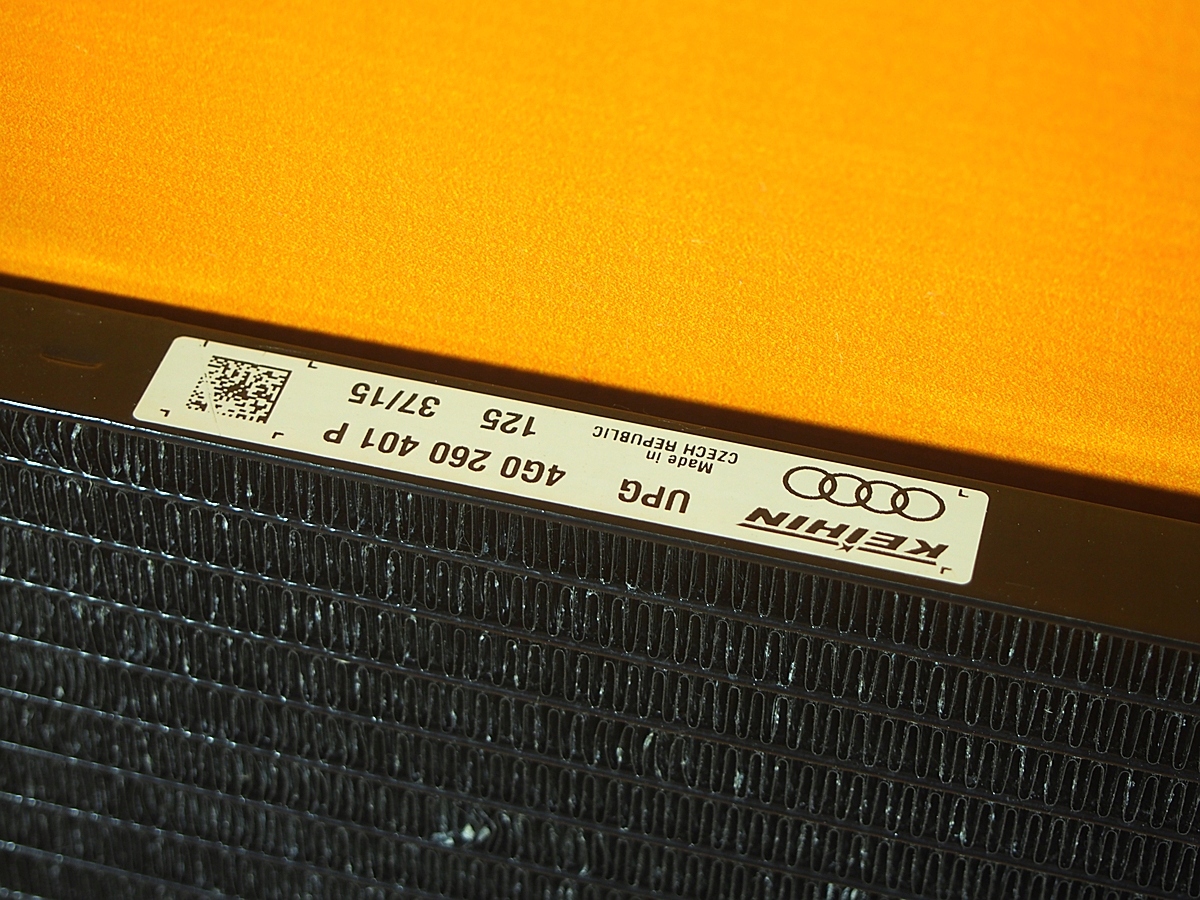 KEIHIN
UPG 4G0 260 401 P
Made in
CZECH REPUBLIC
125 37/15